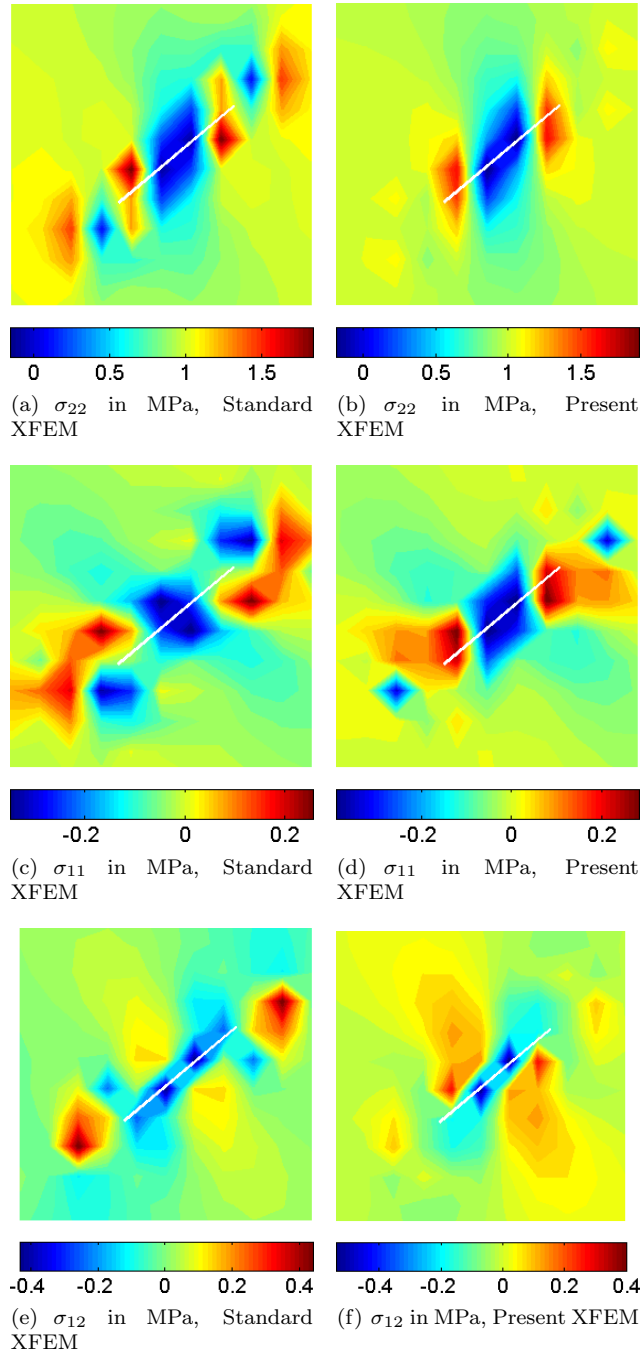 0 0.5 1 1.5
0 0.5 1 1.5
(a) σ22 in MPa, Standard
XFEM
(b) σ22 in MPa, Present
XFEM
-0.2 0 0.2
-0.2 0 0.2
(c) σ11 in MPa, Standard
XFEM
(d) σ11 in MPa, Present
XFEM
-0.4 -0.2 0 0.2 0.4
-0.4 -0.2 0 0.2 0.4
(e) σ12 in MPa, Standard
XFEM
(f) σ12 in MPa, Present XFEM